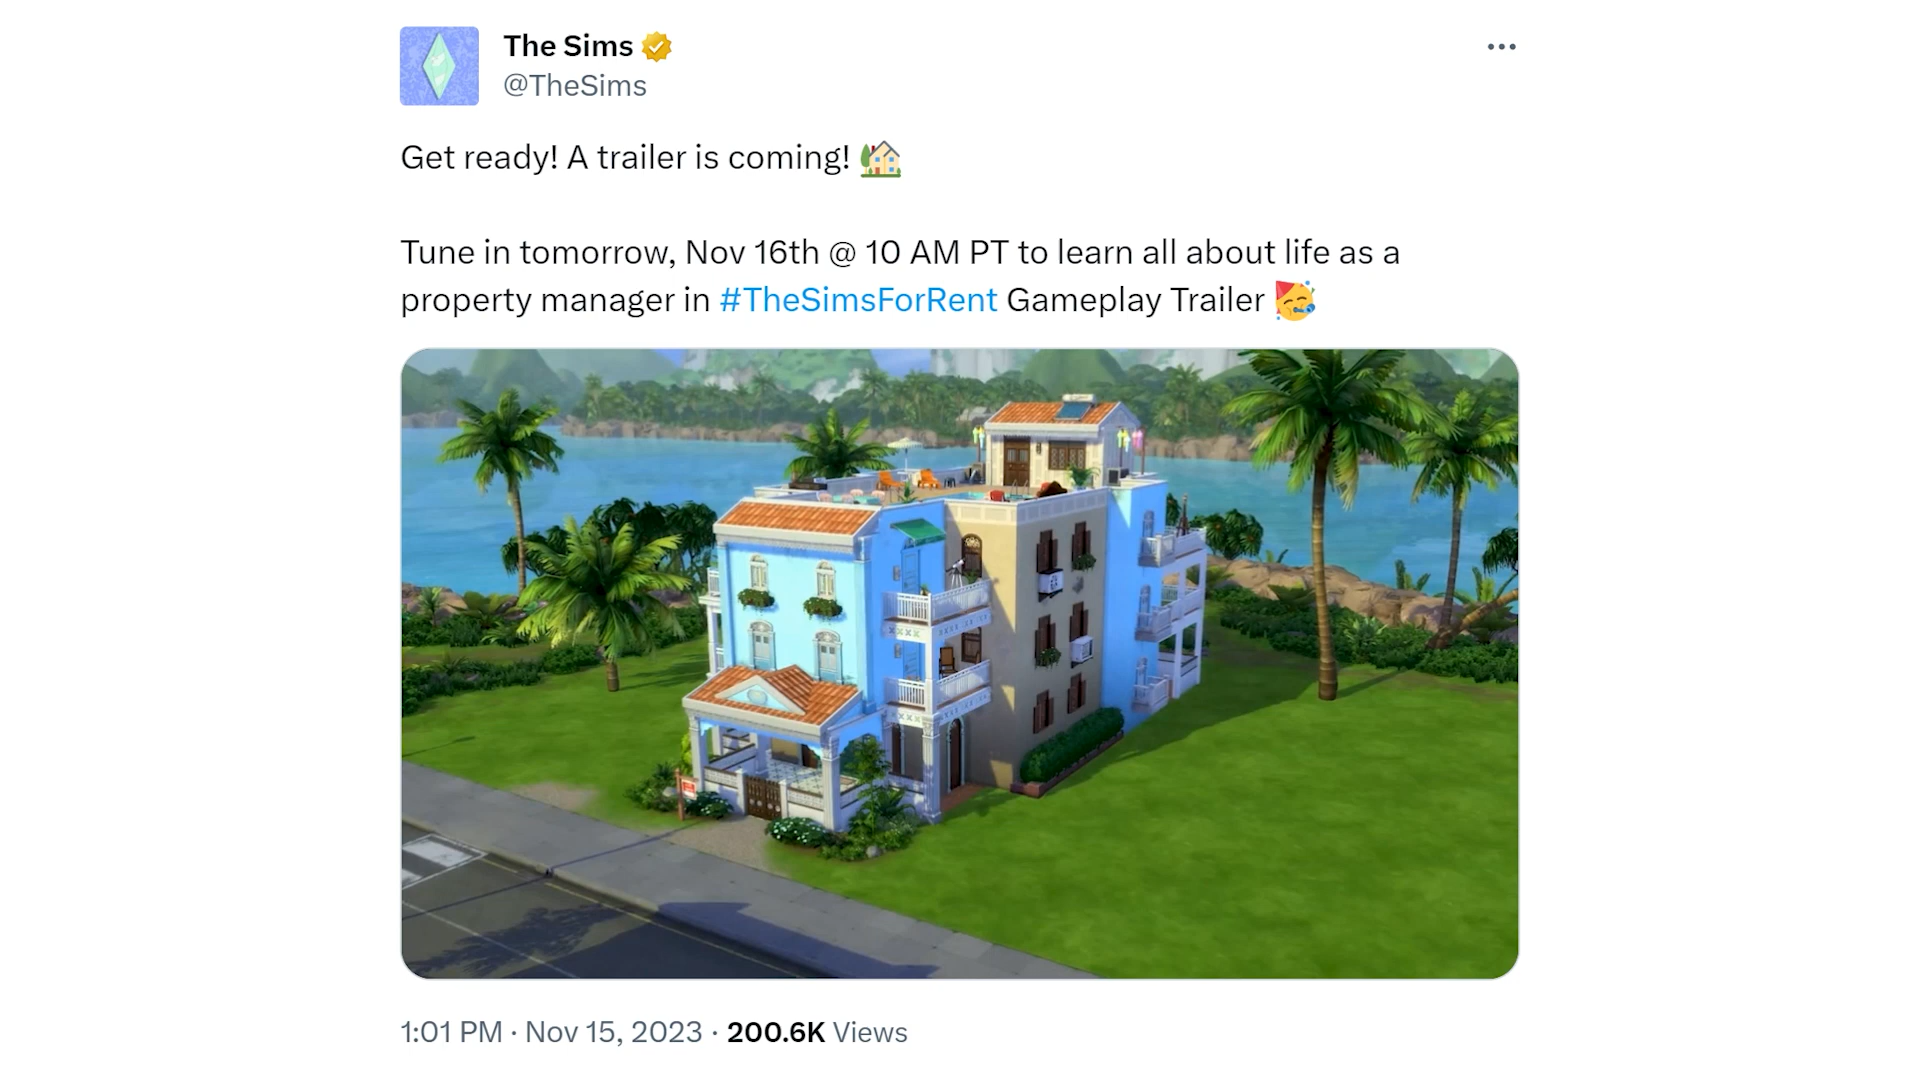 The Sims
@TheSims
Get ready! A trailer is coming! 🏡
Tune in tomorrow, Nov 16th @ 10 AM PT to learn all about life as a
property manager in #TheSimsForRent Gameplay Trailer 🥳
1:01 PM · Nov 15, 2023 · 200.6K Views